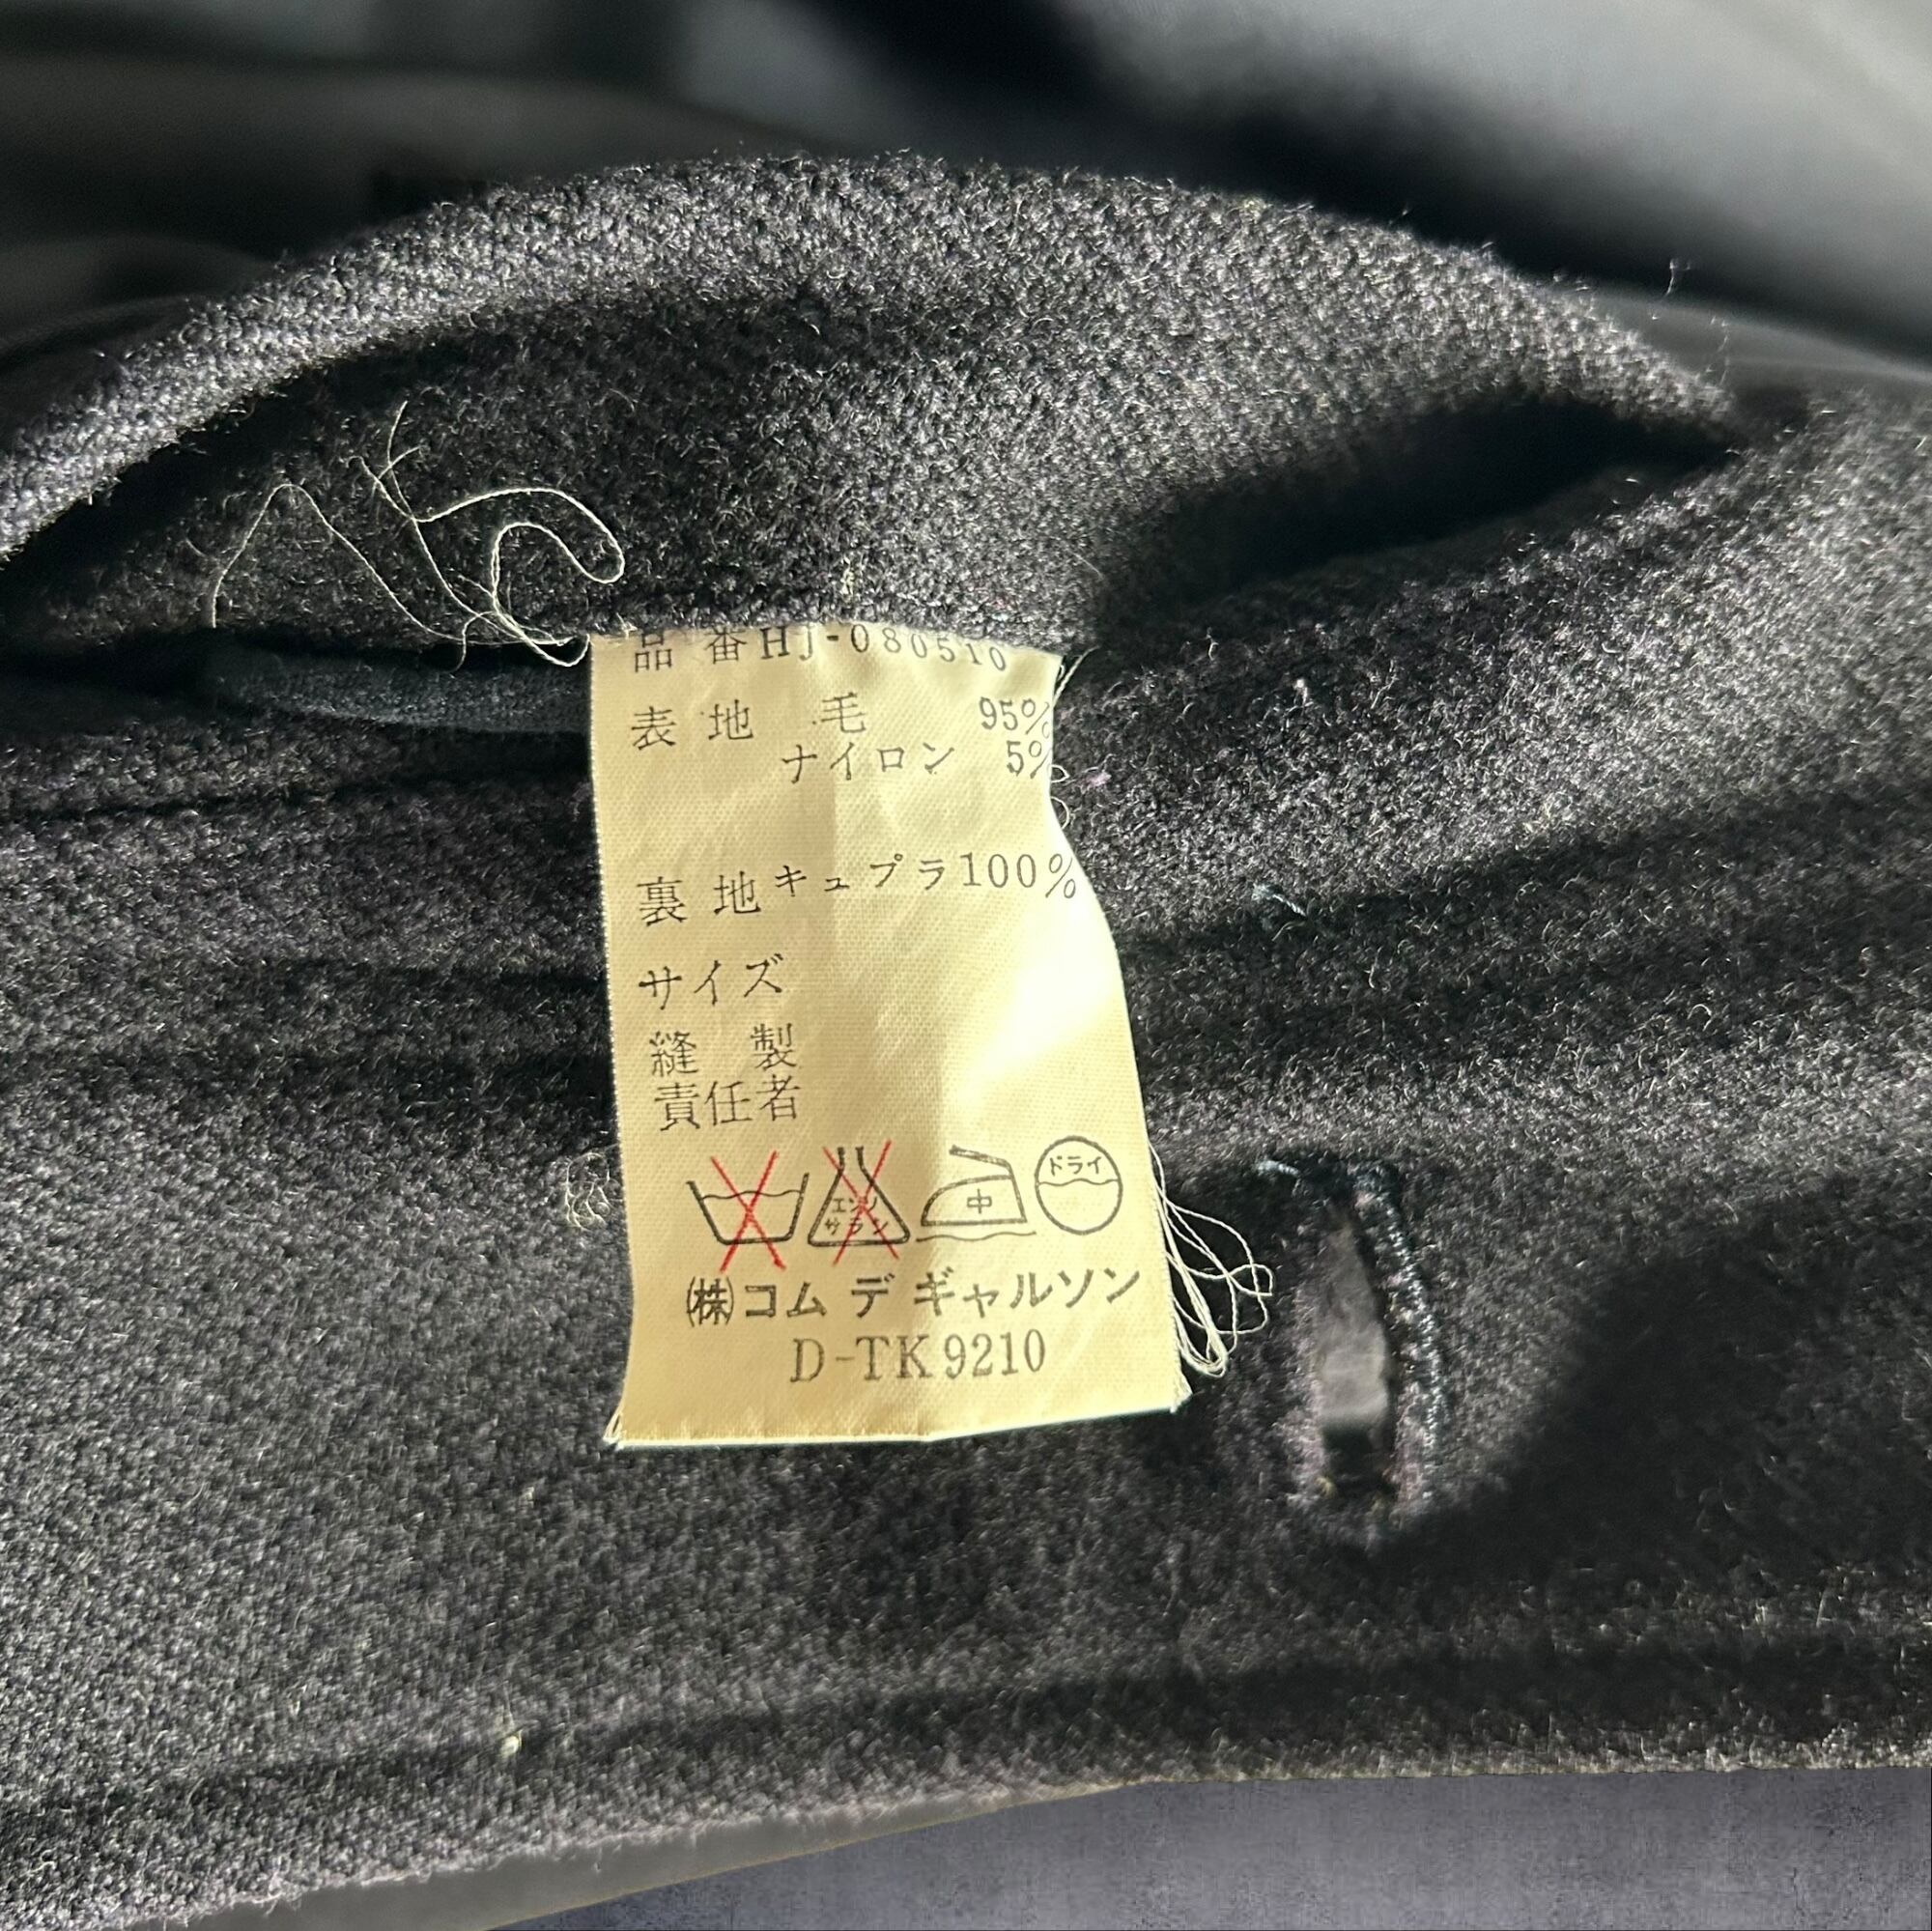 品番HJ-080510
表地 毛 95%
ナイロン 5%
裏地 キュプラ100%
サイズ
縫製
責任者
エンソ
サラシ
中
ドライ
(株)コム デ ギャルソン
D-TK9210